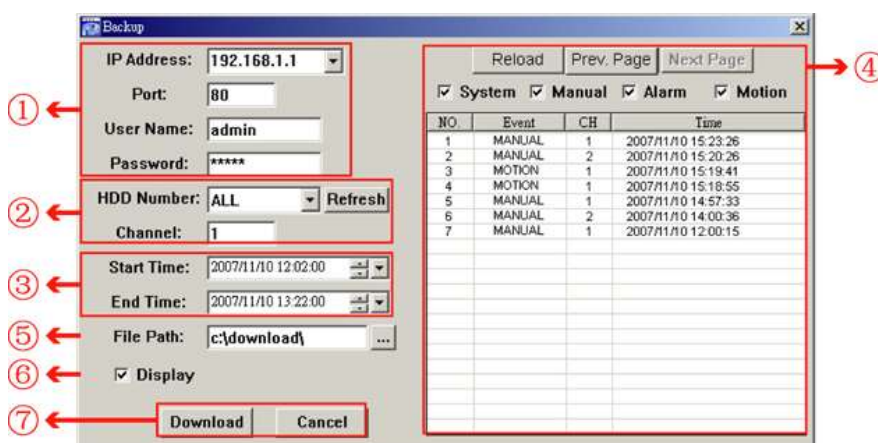 Backup
① IP Address: 192.168.1.1
Port: 80
User Name: admin
Password: *****
② HDD Number: ALL Refresh
Channel: 1
③ Start Time: 2007/11/10 12:02:00
End Time: 2007/11/10 13:22:00
⑤ File Path: c:\download\ ...
⑥ Display
⑦ Download Cancel
④ Reload Prev. Page Next Page
System Manual Alarm Motion
NO. Event CH Time
1 MANUAL 1 2007/11/10 15:23:26
2 MANUAL 2 2007/11/10 15:20:26
3 MOTION 1 2007/11/10 15:19:41
4 MOTION 1 2007/11/10 15:18:55
5 MANUAL 1 2007/11/10 14:57:33
6 MANUAL 2 2007/11/10 14:00:36
7 MANUAL 1 2007/11/10 12:00:15